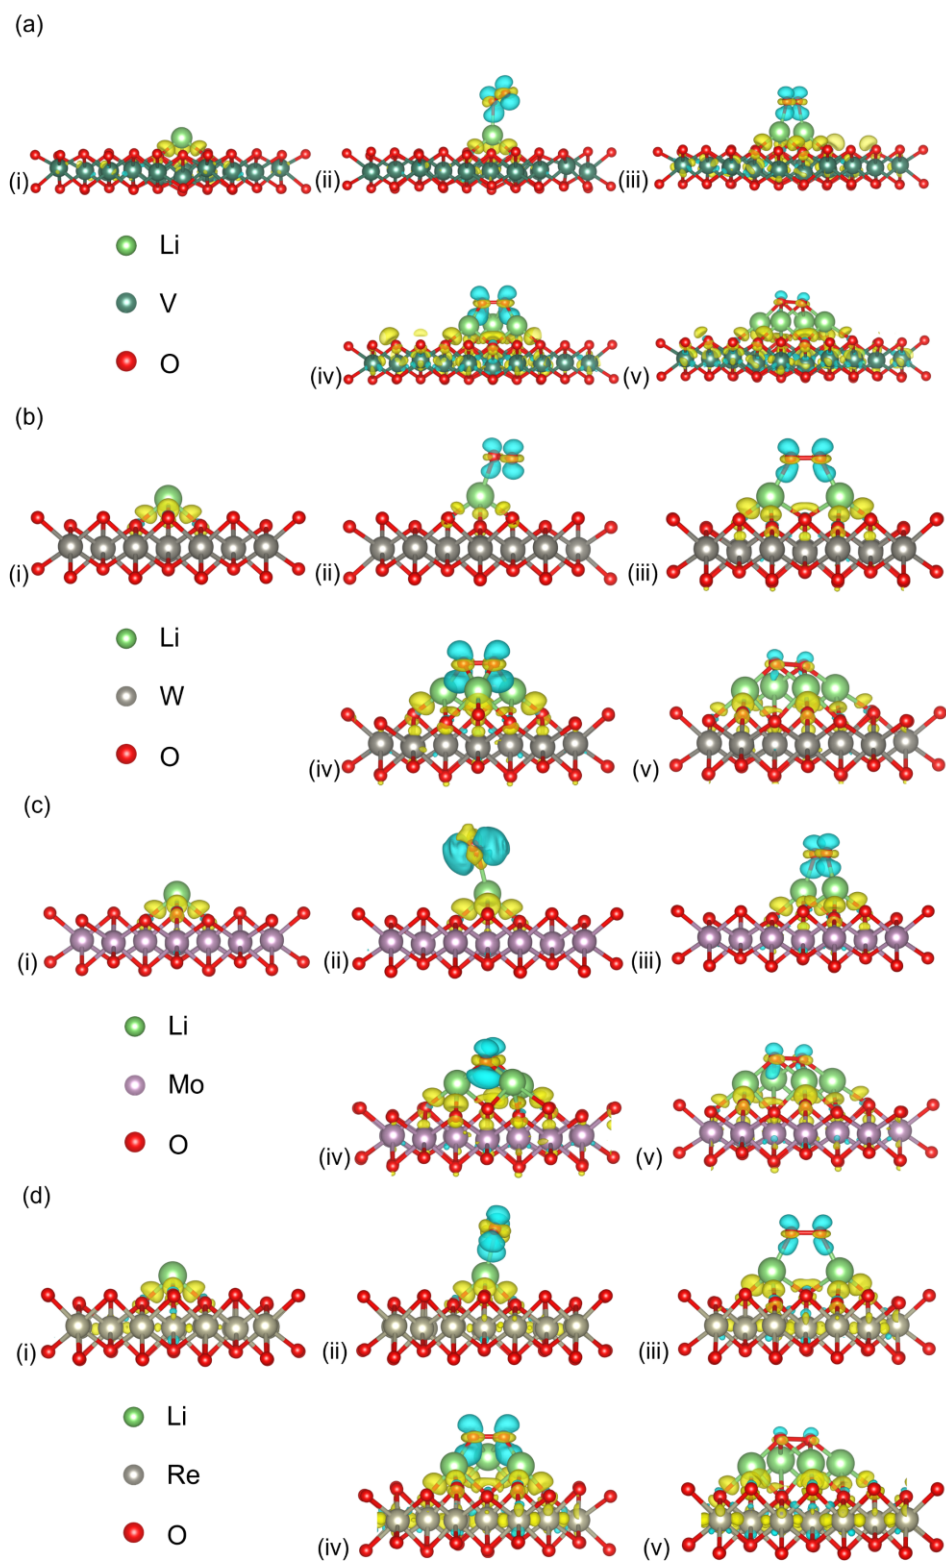 (a)
(i) (ii) (iii)
Li
V
O
(iv) (v)
(b)
(i) (ii) (iii)
Li
W
O
(iv) (v)
(c)
(i) (ii) (iii)
Li
Mo
O
(iv) (v)
(d)
(i) (ii) (iii)
Li
Re
O
(iv) (v)